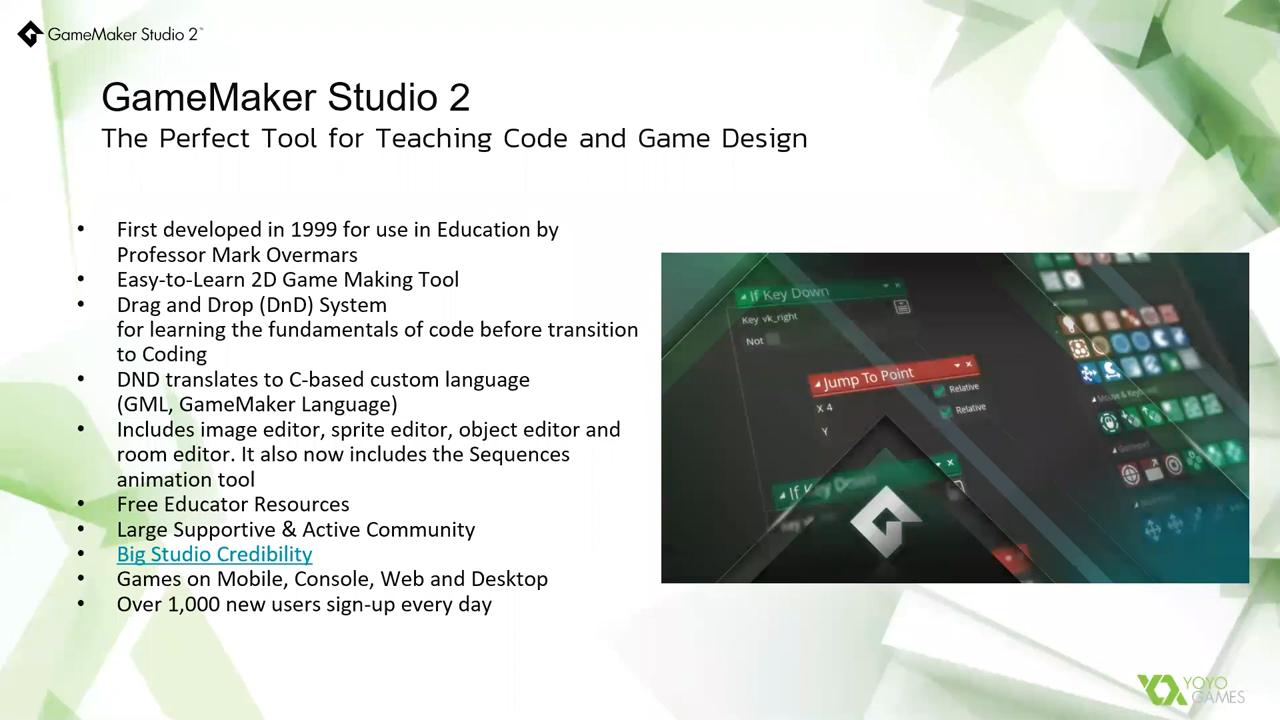 GameMaker Studio 2™
GameMaker Studio 2
The Perfect Tool for Teaching Code and Game Design
• First developed in 1999 for use in Education by
Professor Mark Overmars
• Easy-to-Learn 2D Game Making Tool
• Drag and Drop (DnD) System
for learning the fundamentals of code before transition
to Coding
• DND translates to C-based custom language
(GML, GameMaker Language)
• Includes image editor, sprite editor, object editor and
room editor. It also now includes the Sequences
animation tool
• Free Educator Resources
• Large Supportive & Active Community
• Big Studio Credibility
• Games on Mobile, Console, Web and Desktop
• Over 1,000 new users sign-up every day
If Key Down
Key vk_right
Not
Jump To Point
X 4
Relative
Relative
Y
If Key Down
Mouse & Keyboard
Gamepad
YOYO
GAMES